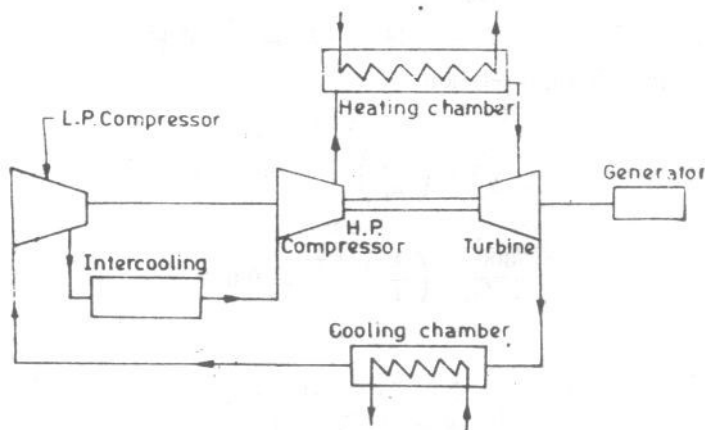 Heating chamber
L.P.Compressor
Generator
H.P.
Compressor
Turbine
Intercooling
Cooling chamber